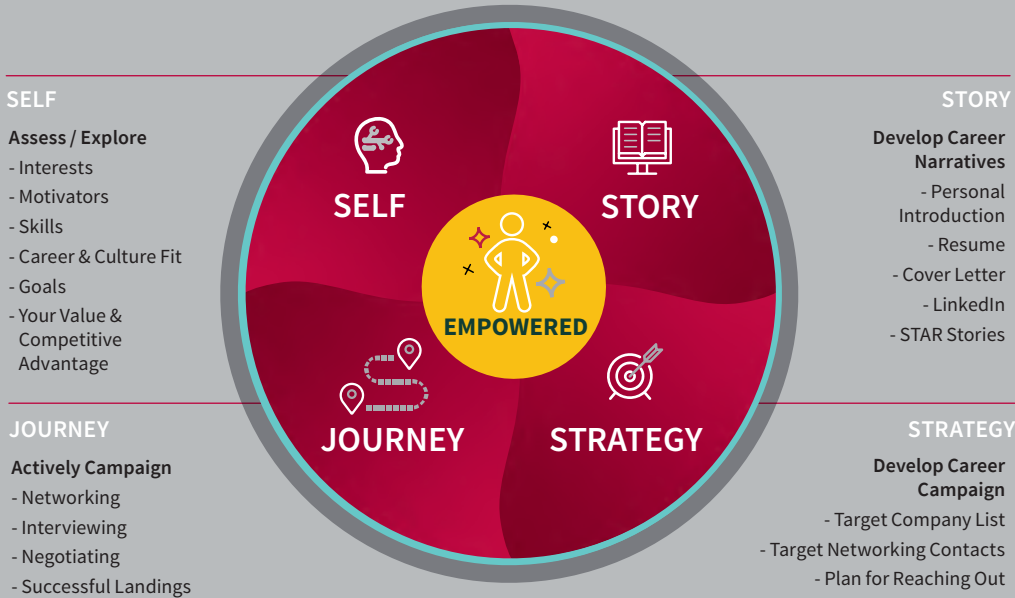 SELF
Assess / Explore
- Interests
- Motivators
- Skills
- Career & Culture Fit
- Goals
- Your Value &
Competitive
Advantage
STORY
Develop Career
Narratives
- Personal
Introduction
- Resume
- Cover Letter
- LinkedIn
- STAR Stories
SELF
STORY
EMPOWERED
JOURNEY
STRATEGY
JOURNEY
Actively Campaign
- Networking
- Interviewing
- Negotiating
- Successful Landings
STRATEGY
Develop Career
Campaign
- Target Company List
- Target Networking Contacts
- Plan for Reaching Out